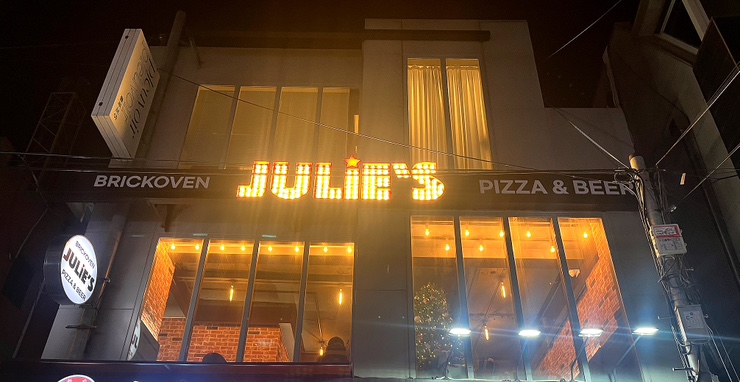 BRICKOVEN JULIE'S PIZZA & BEER
BRICKOVEN
JULIE'S
PIZZA & BEER